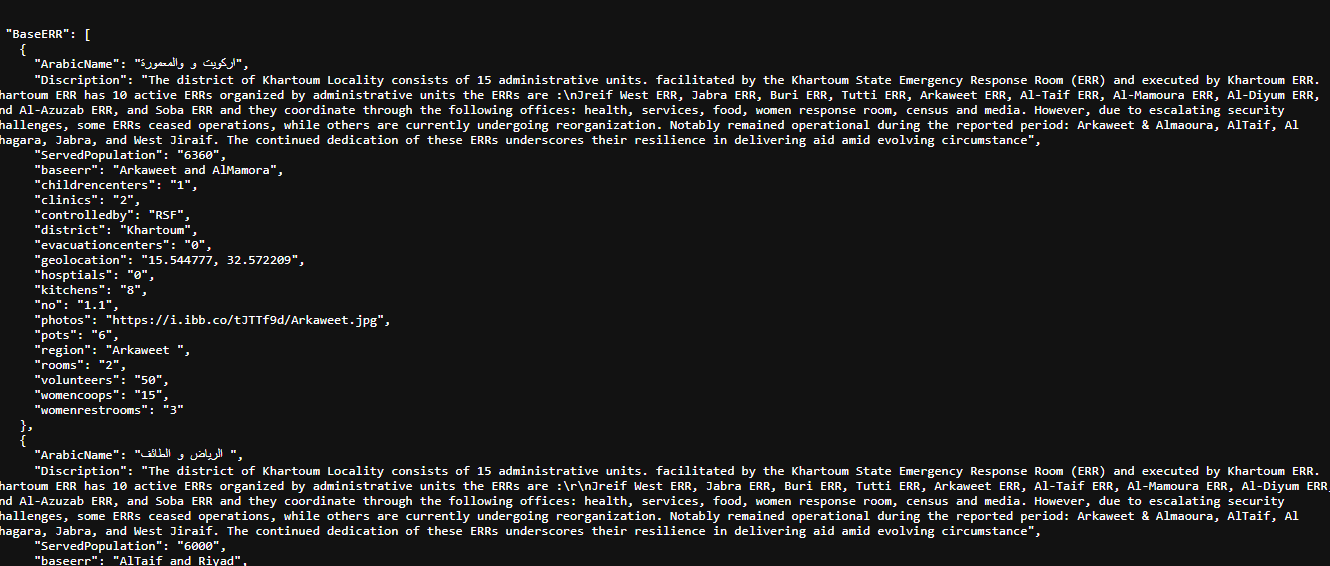 "BaseERR": [
{
"ArabicName": "اركويت و والمعمورة",
"Discription": "The district of Khartoum Locality consists of 15 administrative units. facilitated by the Khartoum State Emergency Response Room (ERR) and executed by Khartoum ERR.
hartoum ERR has 10 active ERRs organized by administrative units the ERRs are :\nJreif West ERR, Jabra ERR, Buri ERR, Tutti ERR, Arkaweet ERR, Al-Taif ERR, Al-Mamoura ERR, Al-Diyum ERR,
nd Al-Azuzab ERR, and Soba ERR and they coordinate through the following offices: health, services, food, women response room, census and media. However, due to escalating security
hallenges, some ERRs ceased operations, while others are currently undergoing reorganization. Notably remained operational during the reported period: Arkaweet & Almaoura, AlTaif, Al
hagara, Jabra, and West Jiraif. The continued dedication of these ERRs underscores their resilience in delivering aid amid evolving circumstance",
"ServedPopulation": "6360",
"baseerr": "Arkaweet and AlMamora",
"childrencenters": "1",
"clinics": "2",
"controlledby": "RSF",
"district": "Khartoum",
"evacuationcenters": "0",
"geolocation": "15.544777, 32.572209",
"hosptials": "0",
"kitchens": "8",
"no": "1.1",
"photos": "https://i.ibb.co/tJTTf9d/Arkaweet.jpg",
"pots": "6",
"region": "Arkaweet ",
"rooms": "2",
"volunteers": "50",
"womencoops": "15",
"womenrestrooms": "3"
},
{
"ArabicName": "الرياض و الطائف ",
"Discription": "The district of Khartoum Locality consists of 15 administrative units. facilitated by the Khartoum State Emergency Response Room (ERR) and executed by Khartoum ERR.
hartoum ERR has 10 active ERRs organized by administrative units the ERRs are :\r\nJreif West ERR, Jabra ERR, Buri ERR, Tutti ERR, Arkaweet ERR, Al-Taif ERR, Al-Mamoura ERR, Al-Diyum ERR,
nd Al-Azuzab ERR, and Soba ERR and they coordinate through the following offices: health, services, food, women response room, census and media. However, due to escalating security
hallenges, some ERRs ceased operations, while others are currently undergoing reorganization. Notably remained operational during the reported period: Arkaweet & Almaoura, AlTaif, Al
hagara, Jabra, and West Jiraif. The continued dedication of these ERRs underscores their resilience in delivering aid amid evolving circumstance",
"ServedPopulation": "6000",
"baseerr": "AlTaif and Riyad",